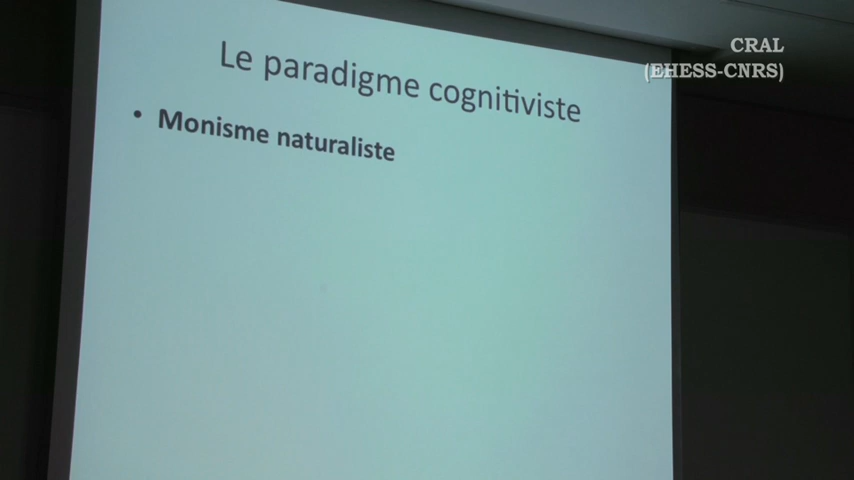 CRAL
(EHESS-CNRS)
Le paradigme cognitiviste
• Monisme naturaliste